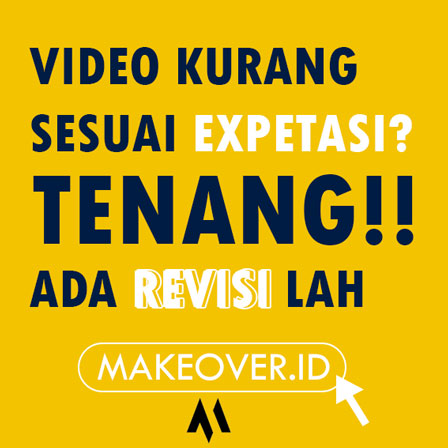 VIDEO KURANG
SESUAI EXPETASI?
TENANG!!
ADA REVISI LAH
MAKEOVER.ID